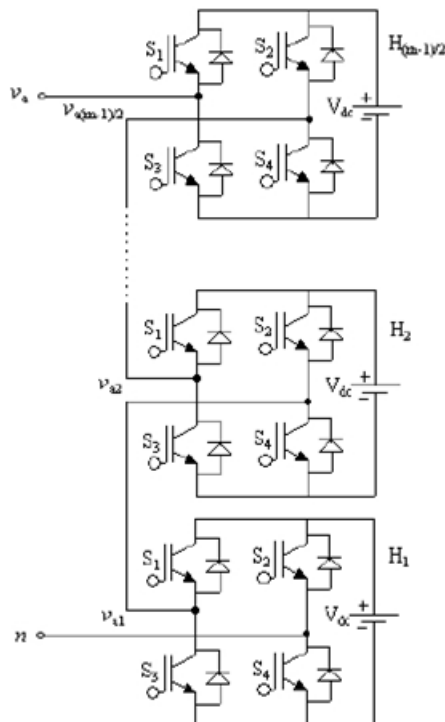 S1 S2 H(m-1)/2
va
va(m-1)/2 Vdc + -
S3 S4
S1 S2 H2
va2 Vdc + -
S3 S4
S1 S2 H1
va1 Vdc + -
n
S3 S4